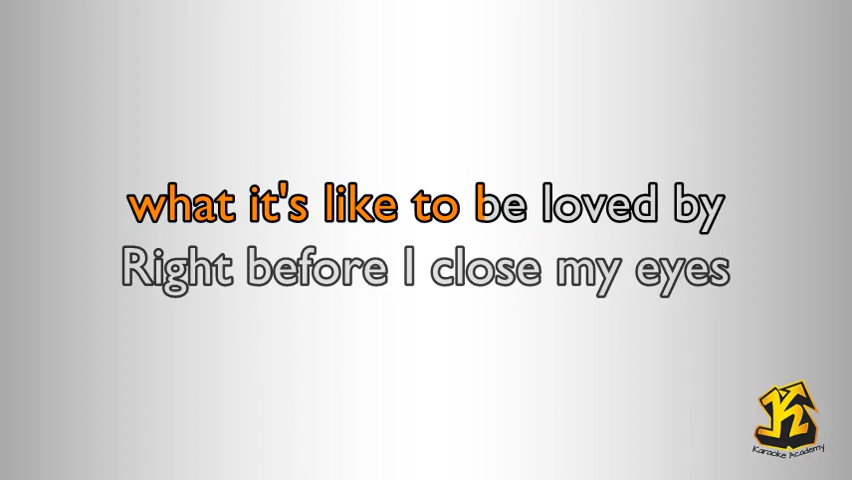 what it's like to be loved by
Right before I close my eyes
K
Karaoke Academy